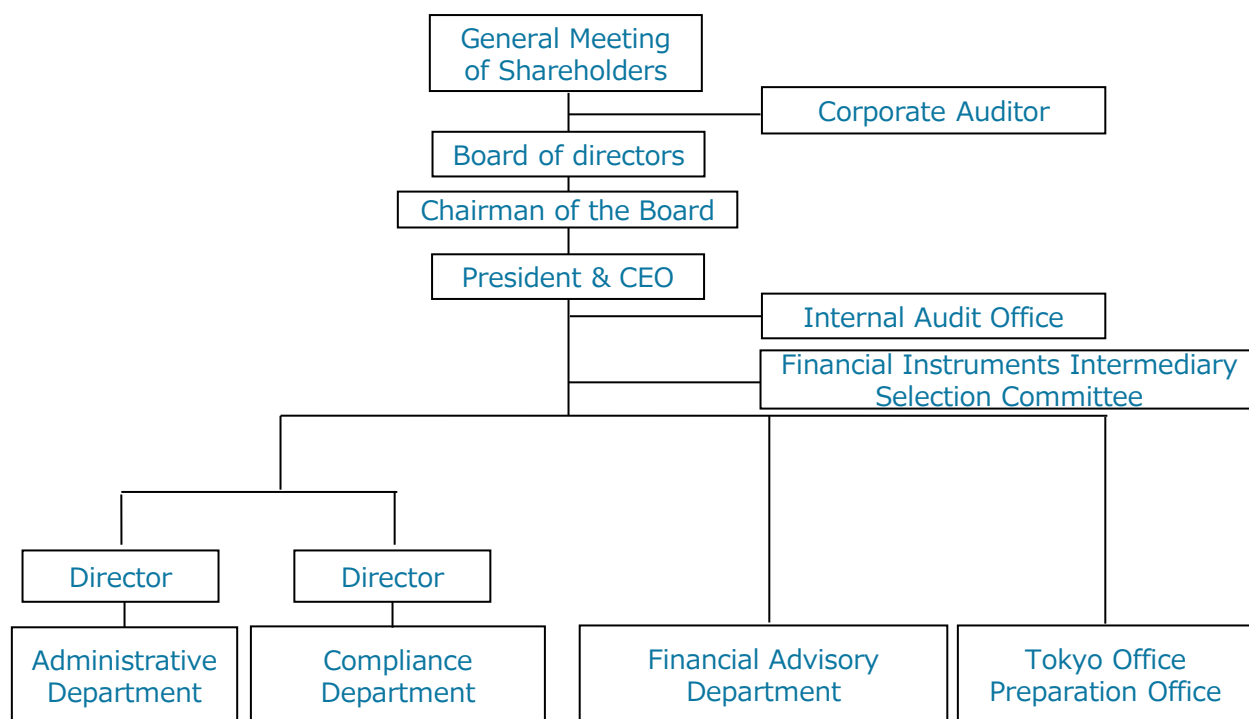 General Meeting
of Shareholders
Corporate Auditor
Board of directors
Chairman of the Board
President & CEO
Internal Audit Office
Financial Instruments Intermediary
Selection Committee
Director
Director
Administrative
Department
Compliance
Department
Financial Advisory
Department
Tokyo Office
Preparation Office